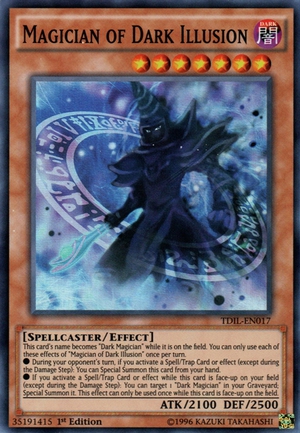 MAGICIAN OF DARK ILLUSION
DARK
闇
TDIL-EN017
[SPELLCASTER/EFFECT]
This card's name becomes "Dark Magician" while it is on the field. You can only use each of
these effects of "Magician of Dark Illusion" once per turn.
● During your opponent's turn, if you activate a Spell/Trap Card or effect (except during
the Damage Step): You can Special Summon this card from your hand.
● If you activate a Spell/Trap Card or effect while this card is face-up on your field
(except during the Damage Step): You can target 1 "Dark Magician" in your Graveyard;
Special Summon it. This effect can only be used once while this card is face-up on the field.
ATK/2100 DEF/2500
35191415 1st Edition ©1996 KAZUKI TAKAHASHI